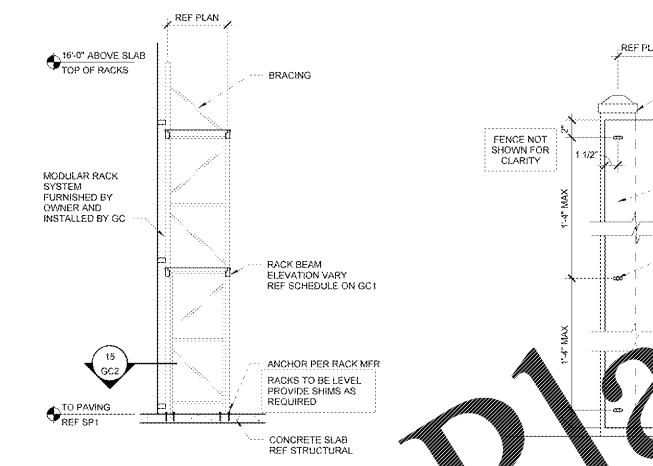 REF PLAN
16'-0" ABOVE SLAB
TOP OF RACKS
BRACING
MODULAR RACK
SYSTEM
FURNISHED BY
OWNER AND
INSTALLED BY GC
RACK BEAM
ELEVATION VARY
REF SCHEDULE ON GC1
15
GC2
ANCHOR PER RACK MFR
RACKS TO BE LEVEL
PROVIDE SHIMS AS
REQUIRED
TO PAVING
REF SP1
CONCRETE SLAB
REF STRUCTURAL
REF PL
FENCE NOT
SHOWN FOR
CLARITY
2"
1 1/2"
1'-4" MAX
1'-4" MAX
Pla